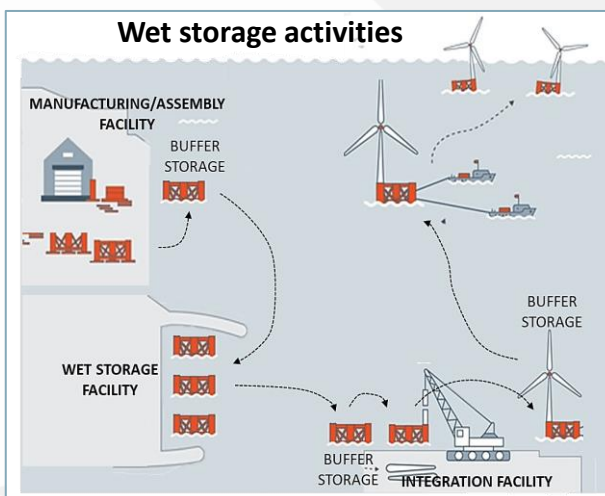 Wet storage activities
MANUFACTURING/ASSEMBLY
FACILITY
BUFFER
STORAGE
BUFFER
STORAGE
WET STORAGE
FACILITY
BUFFER
STORAGE
INTEGRATION FACILITY